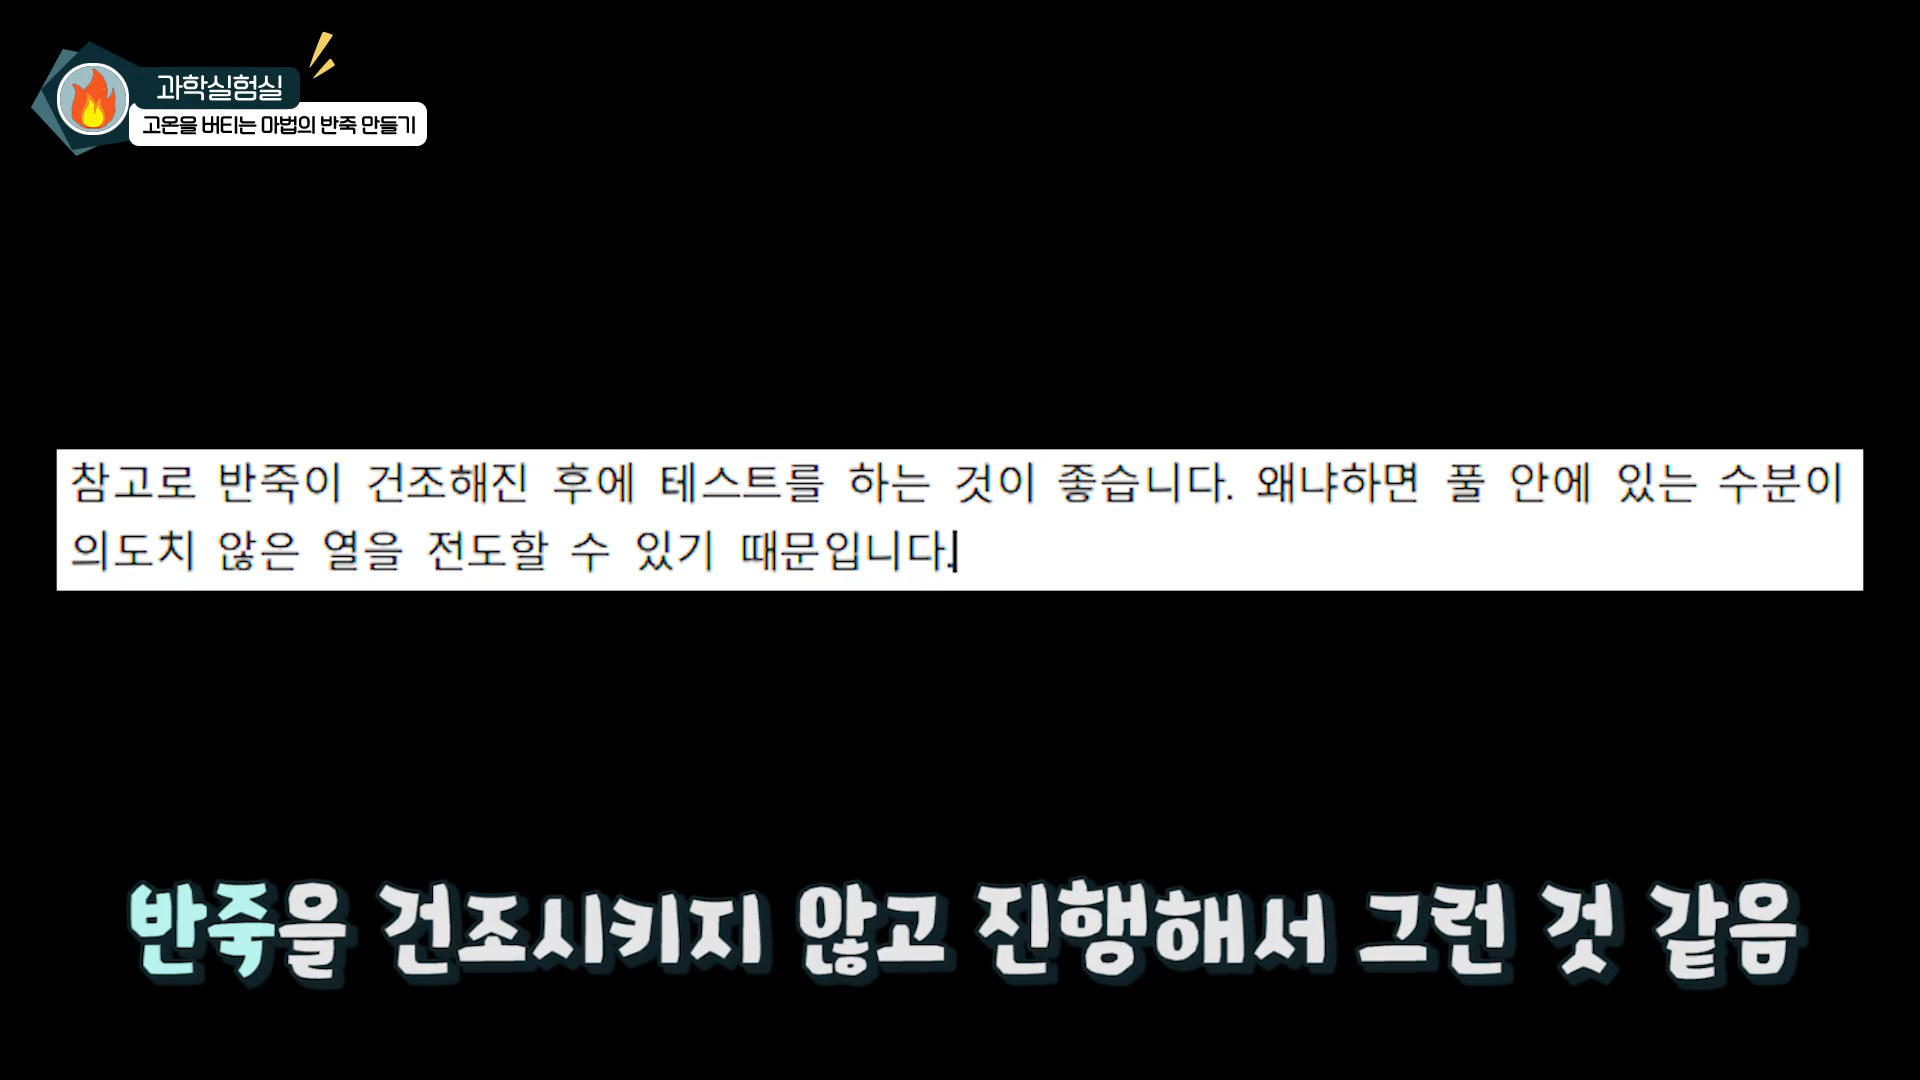 과학실험실
고온을 버티는 마법의 반죽 만들기
참고로 반죽이 건조해진 후에 테스트를 하는 것이 좋습니다. 왜냐하면 풀 안에 있는 수분이
의도치 않은 열을 전도할 수 있기 때문입니다.
반죽을 건조시키지 않고 진행해서 그런 것 같음